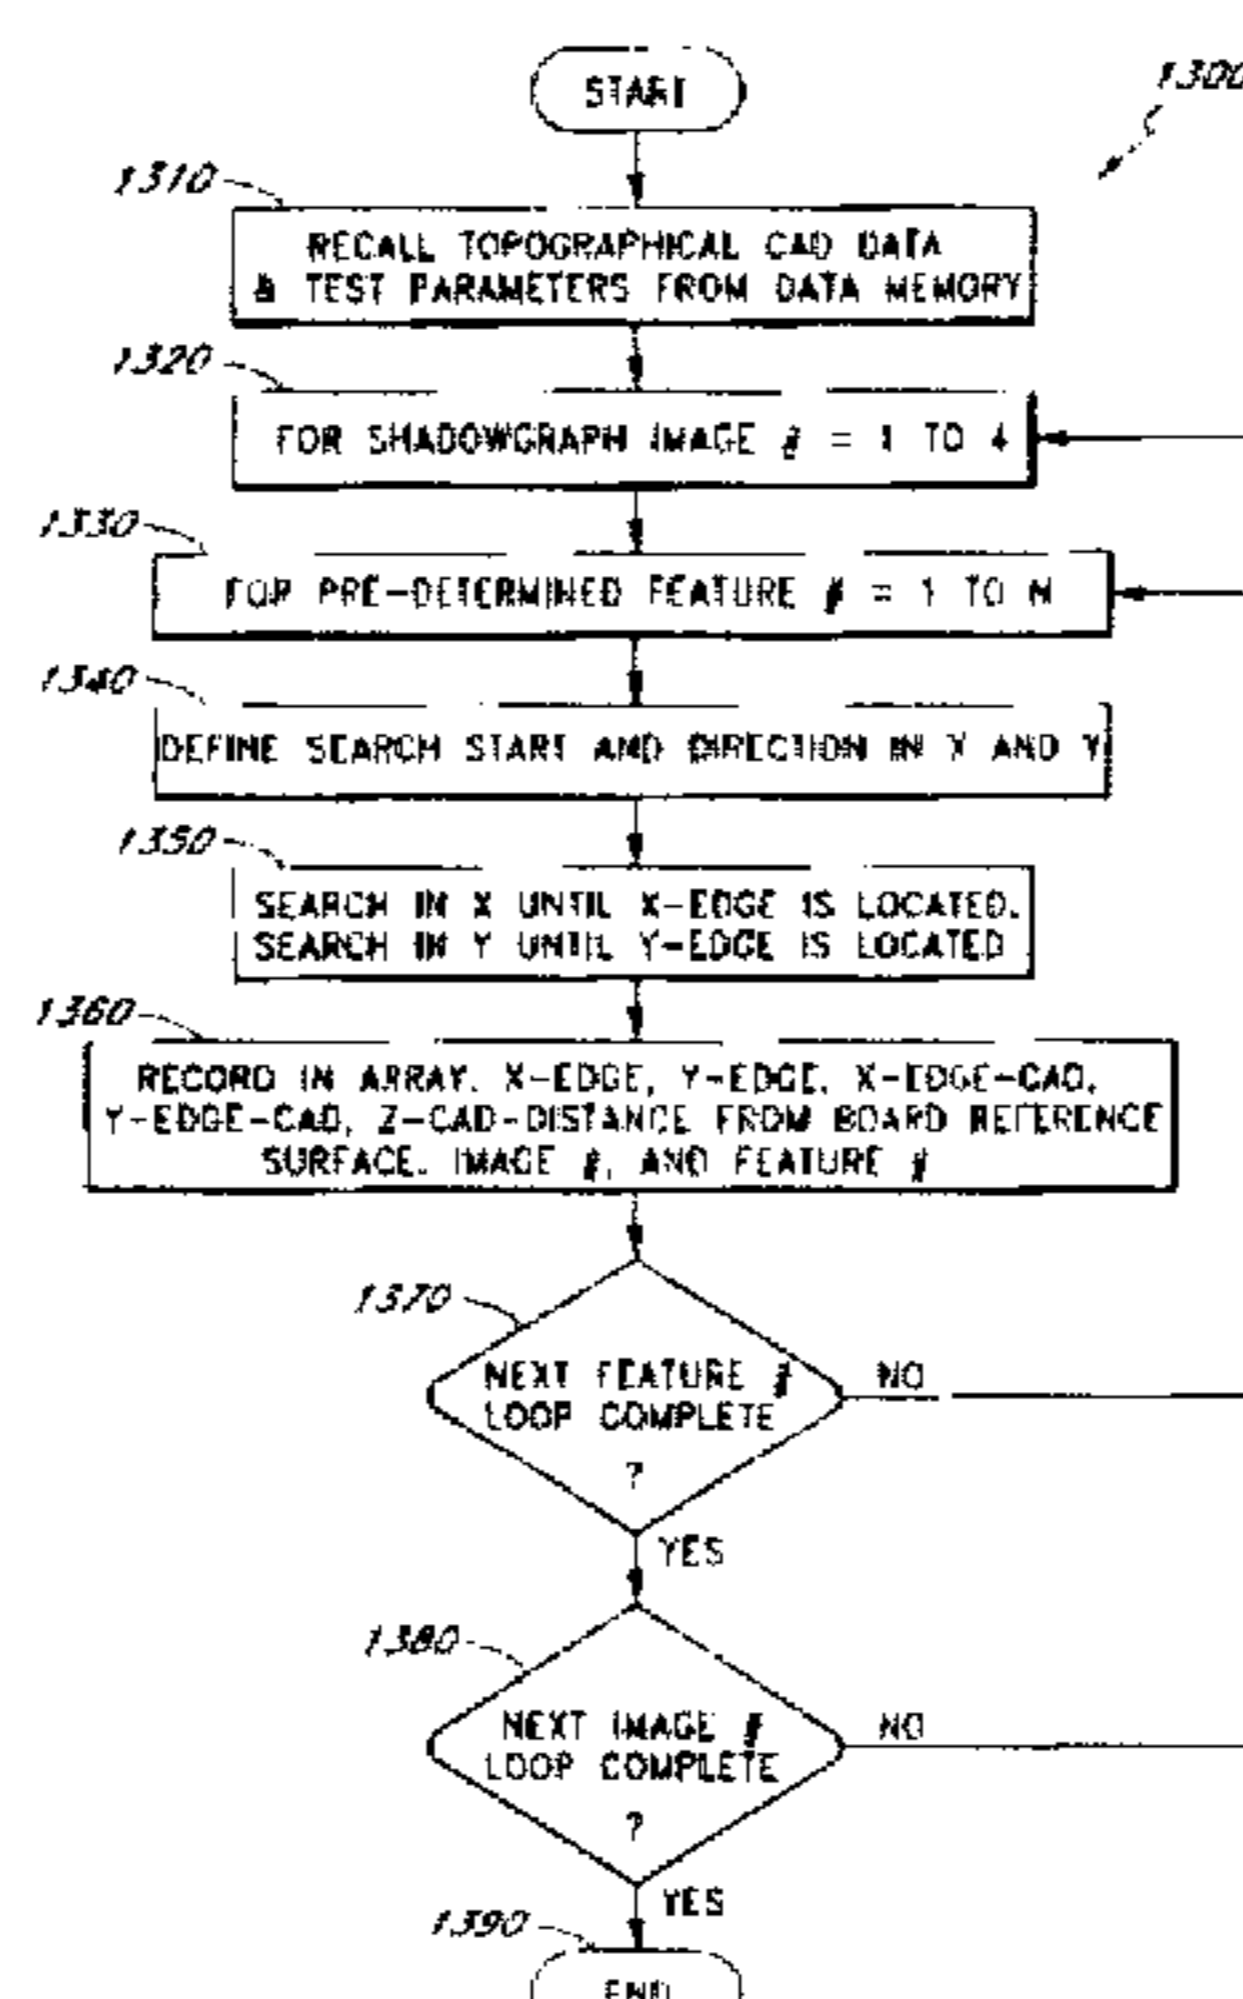 START
1300
1310
RECALL TOPOGRAPHICAL CAD DATA
& TEST PARAMETERS FROM DATA MEMORY
1320
FOR SHADOWGRAPH IMAGE # = 1 TO 4
1330
FOR PRE-DETERMINED FEATURE # = 1 TO N
1340
DEFINE SEARCH START AND DIRECTION IN X AND Y
1350
SEARCH IN X UNTIL X-EDGE IS LOCATED.
SEARCH IN Y UNTIL Y-EDGE IS LOCATED
1360
RECORD IN ARRAY, X-EDGE, Y-EDGE, X-EDGE-CAD,
Y-EDGE-CAD, Z-CAD-DISTANCE FROM BOARD REFERENCE
SURFACE, IMAGE #, AND FEATURE #
1370
NEXT FEATURE #
LOOP COMPLETE
?
NO
YES
1380
NEXT IMAGE #
LOOP COMPLETE
?
NO
YES
1390
END